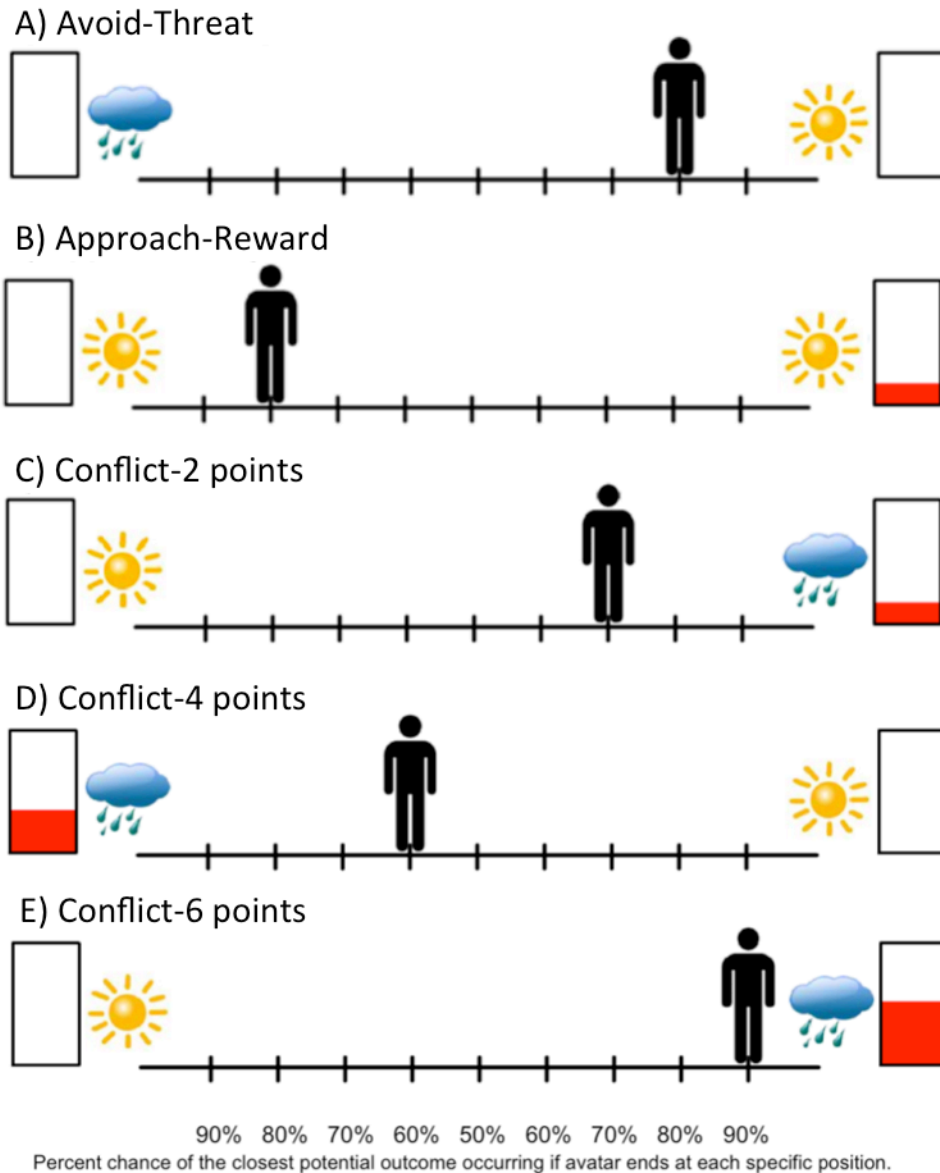 A) Avoid-Threat
B) Approach-Reward
C) Conflict-2 points
D) Conflict-4 points
E) Conflict-6 points
90% 80% 70% 60% 50% 60% 70% 80% 90%
Percent chance of the closest potential outcome occurring if avatar ends at each specific position.